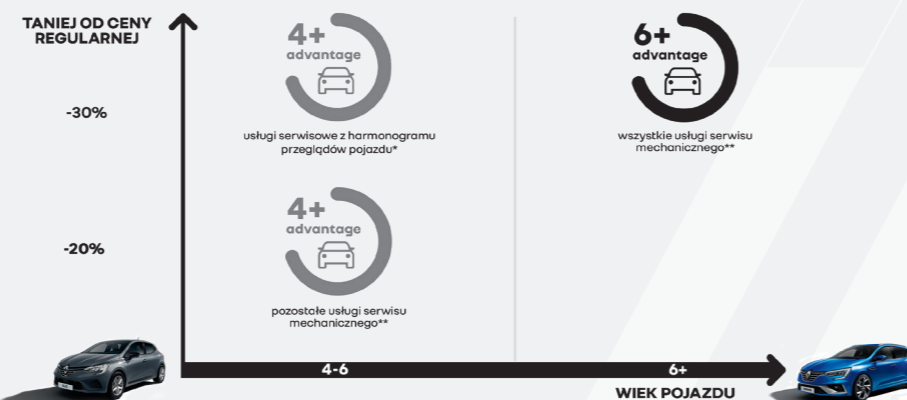 TANIEJ OD CENY
REGULARNEJ
-30%
-20%
4+
advantage
usługi serwisowe z harmonogramu
przeglądów pojazdu*
4+
advantage
pozostałe usługi serwisu
mechanicznego**
6+
advantage
wszystkie usługi serwisu
mechanicznego**
4-6
6+
WIEK POJAZDU